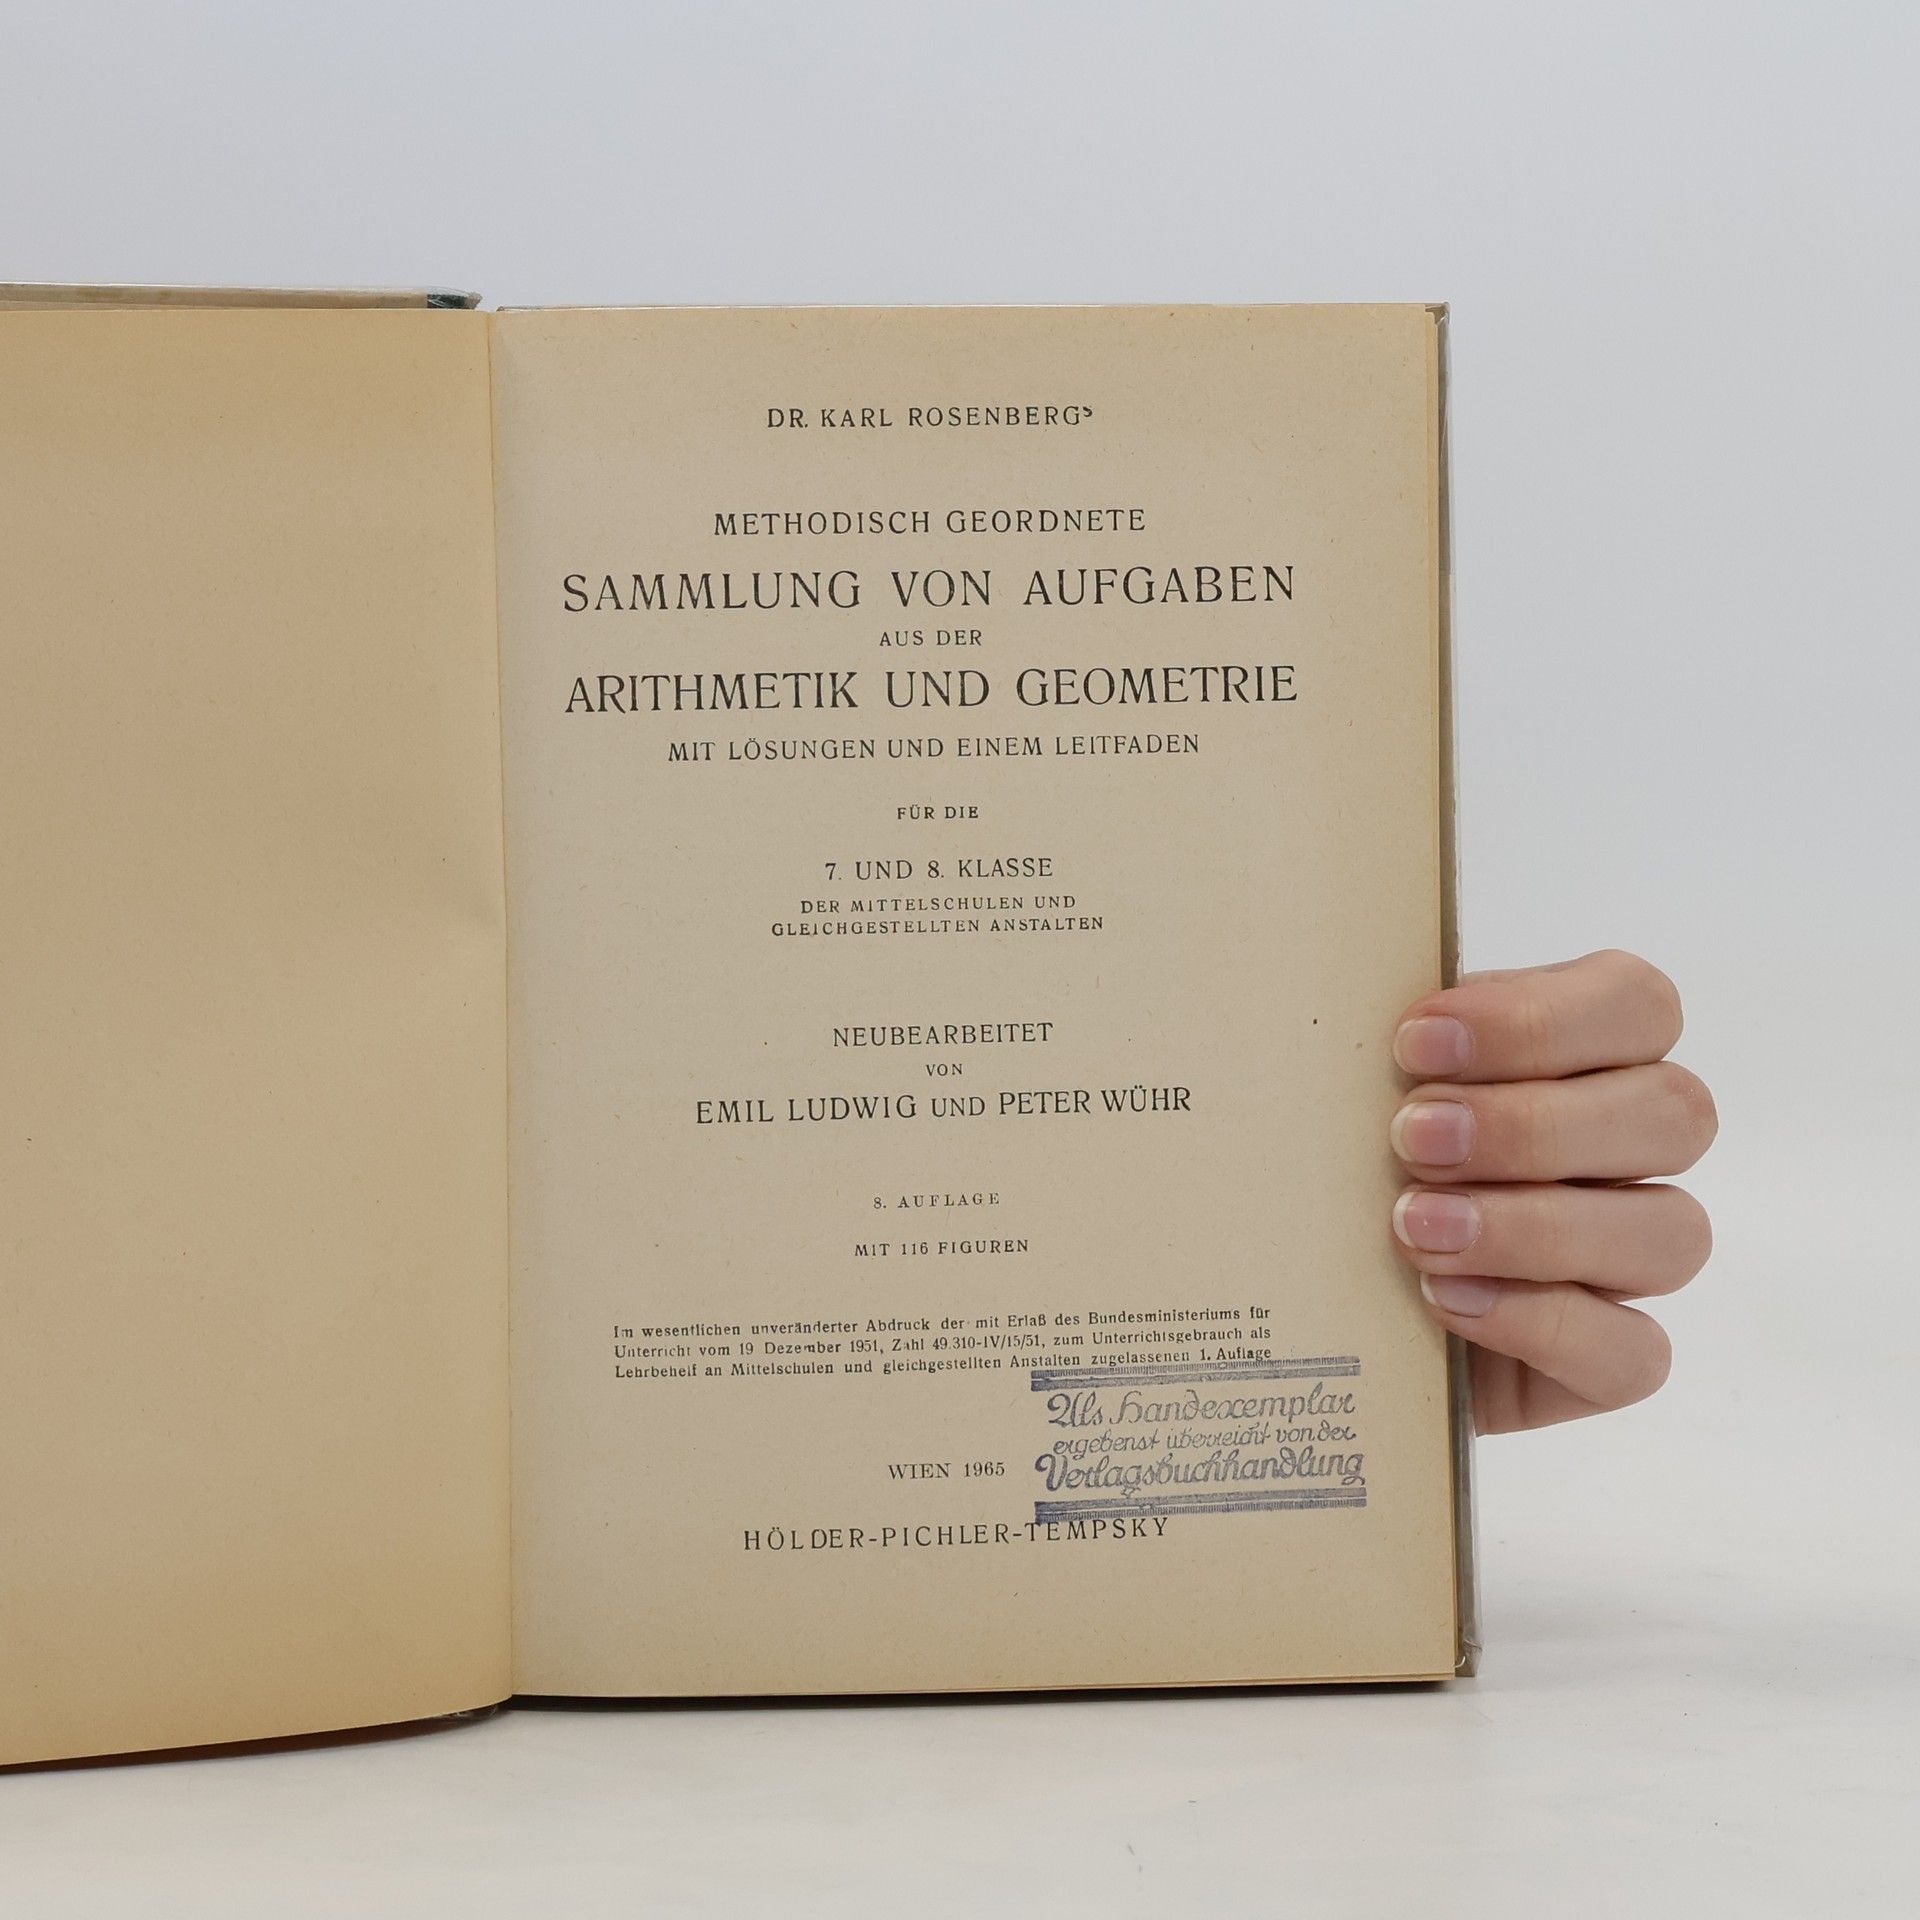 DR. KARL ROSENBERGs
METHODISCH GEORDNETE
SAMMLUNG VON AUFGABEN
AUS DER
ARITHMETIK UND GEOMETRIE
MIT LÖSUNGEN UND EINEM LEITFADEN
FÜR DIE
7. UND 8. KLASSE
DER MITTELSCHULEN UND
GLEICHGESTELLTEN ANSTALTEN
NEUBEARBEITET
VON
EMIL LUDWIG UND PETER WÜHR
8. AUFLAGE
MIT 116 FIGUREN
Im wesentlichen unveränderter Abdruck der mit Erlaß des Bundesministeriums für
Unterricht vom 19 Dezember 1951, Zahl 49.310-IV/15/51, zum Unterrichtsgebrauch als
Lehrbehelf an Mittelschulen und gleichgestellten Anstalten zugelassenen 1. Auflage
Als Handexemplar
ergebenst überreicht von der
Verlagsbuchhandlung
WIEN 1965
HÖLDER-PICHLER-TEMPSKY